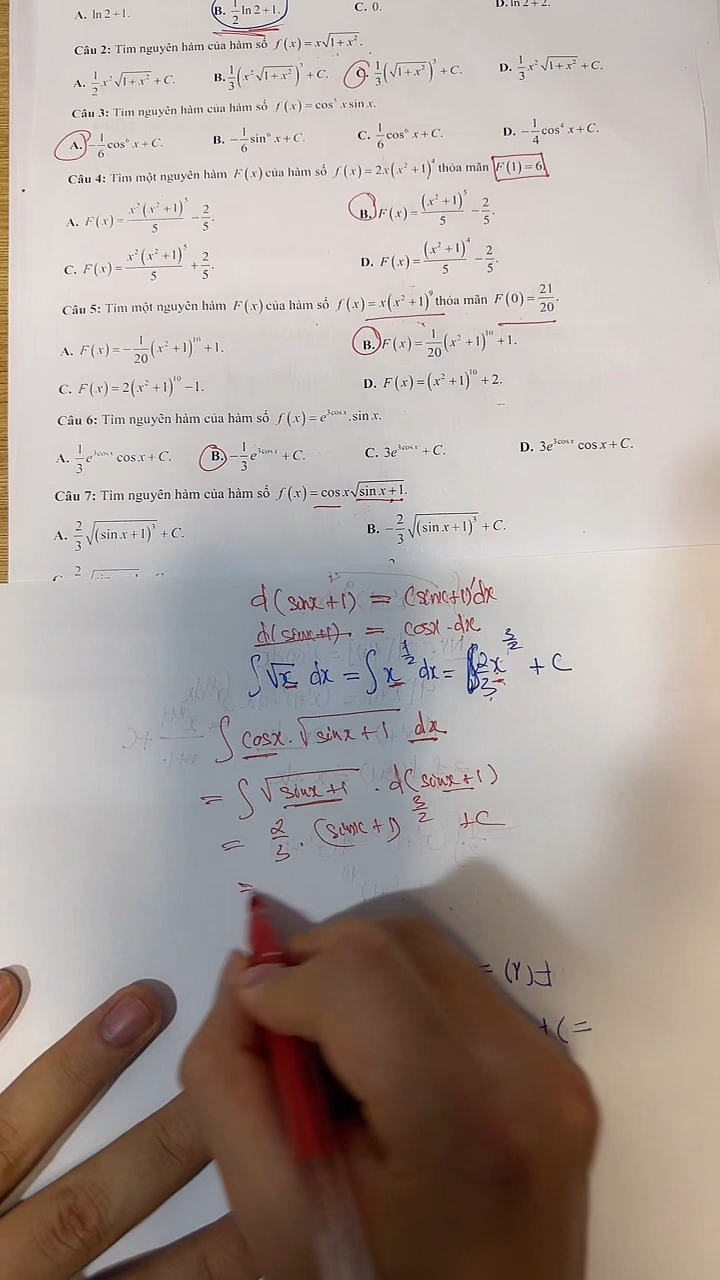 A. ln 2 + 1. B. 1/2 ln 2 + 1. C. 0. D. ln 2 + 2.
Câu 2: Tìm nguyên hàm của hàm số f(x) = x√(1+x²).
A. 1/2 x²√(1+x²) + C. B. 1/3 (x²√(1+x²))³ + C. C. 1/3 (√(1+x²))³ + C. D. 1/3 x²√(1+x²) + C.
Câu 3: Tìm nguyên hàm của hàm số f(x) = cos⁵ x sin x.
A. -1/6 cos⁶ x + C. B. -1/6 sin⁶ x + C. C. 1/6 cos⁶ x + C. D. -1/4 cos⁴ x + C.
Câu 4: Tìm một nguyên hàm F(x) của hàm số f(x) = 2x(x²+1)⁴ thỏa mãn F(1) = 6.
A. F(x) = x²(x²+1)⁵/5 - 2/5. B. F(x) = (x²+1)⁵/5 - 2/5.
C. F(x) = x²(x²+1)⁵/5 + 2/5. D. F(x) = (x²+1)⁴/5 - 2/5.
Câu 5: Tìm một nguyên hàm F(x) của hàm số f(x) = x(x²+1)⁹ thỏa mãn F(0) = 21/20.
A. F(x) = -1/20 (x²+1)¹⁰ + 1. B. F(x) = 1/20 (x²+1)¹⁰ + 1.
C. F(x) = 2(x²+1)¹⁰ - 1. D. F(x) = (x²+1)¹⁰ + 2.
Câu 6: Tìm nguyên hàm của hàm số f(x) = e^(3cos x).sin x.
A. 1/3 e^(3cos x) cos x + C. B. -1/3 e^(3cos x) + C. C. 3e^(3cos x) + C. D. 3e^(3cos x) cos x + C.
Câu 7: Tìm nguyên hàm của hàm số f(x) = cos x√(sin x + 1).
A. 2/3 √((sin x + 1)³) + C. B. -2/3 √((sin x + 1)³) + C.
d(sinx+1) = (sinx+1)'dx
d(sinx+1) = cosx . dx
∫√x dx = ∫x^(1/2) dx = 2x^(3/2)/3 + C
∫ cosx . √(sinx+1) dx
= ∫ √(sinx+1) . d(sinx+1)
= 2/3 . (sinx+1)^(3/2) + C
=